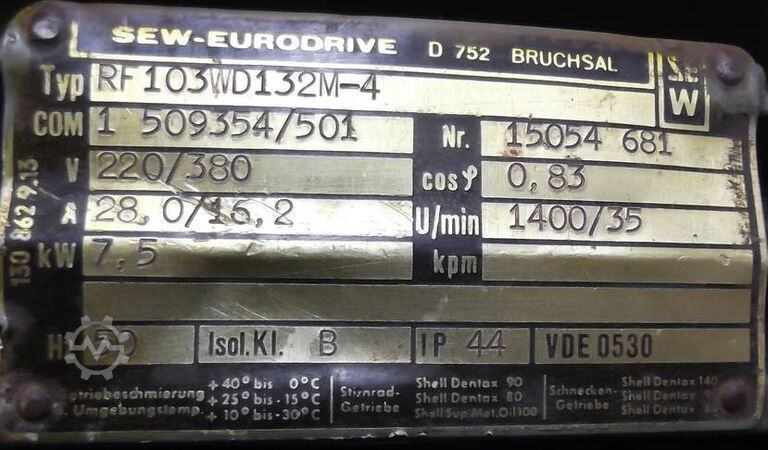 SEW-EURODRIVE D 752 BRUCHSAL
Typ RF103WD132M-4
COM 1 509354/501 Nr. 15054 681
V 220/380 cos φ 0,83
A 28,0/16,2 U/min 1400/35
kW 7,5 kpm
130 862 9.13
50 Isol.Kl. B IP 44 VDE 0530
+40° bis 0°C Shell Dentax 90 Shell Dentax 140
Stirnrad- Schnecken-
+25° bis -15°C Shell Dentax 80 Shell Dentax
Umgebungstemp. +10° bis -30°C Getriebe Shell Sup. Mot. Oil 100 Getriebe
W